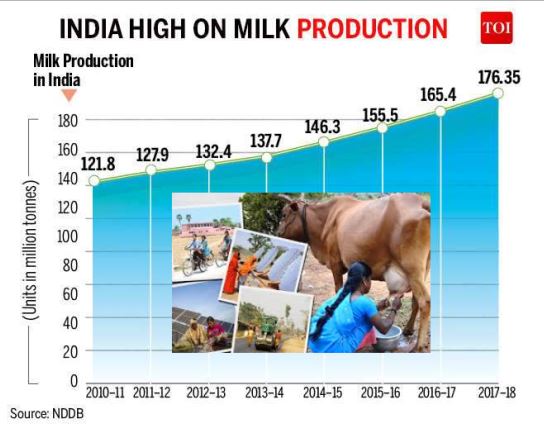 INDIA HIGH ON MILK PRODUCTION
TOI
Milk Production
in India
(Units in million tonnes)
180
160
140
120
100
80
60
40
20
0
121.8
127.9
132.4
137.7
146.3
155.5
165.4
176.35
2010–11 2011–12 2012–13 2013–14 2014–15 2015–16 2016–17 2017–18
Source: NDDB